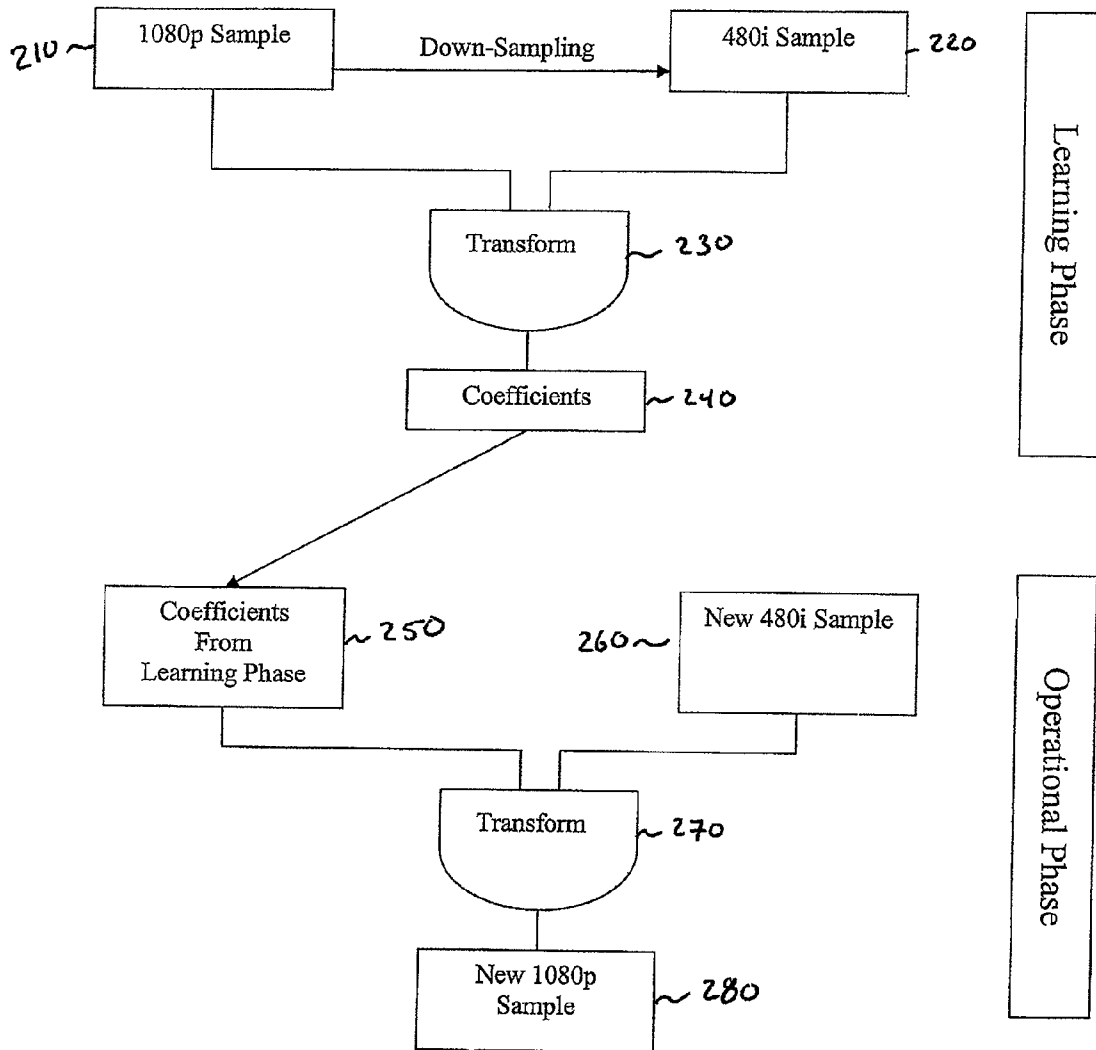 210
1080p Sample
Down-Sampling
480i Sample
220
Transform
230
Coefficients
240
Learning Phase
Coefficients
From
Learning Phase
250
260
New 480i Sample
Transform
270
New 1080p
Sample
280
Operational Phase